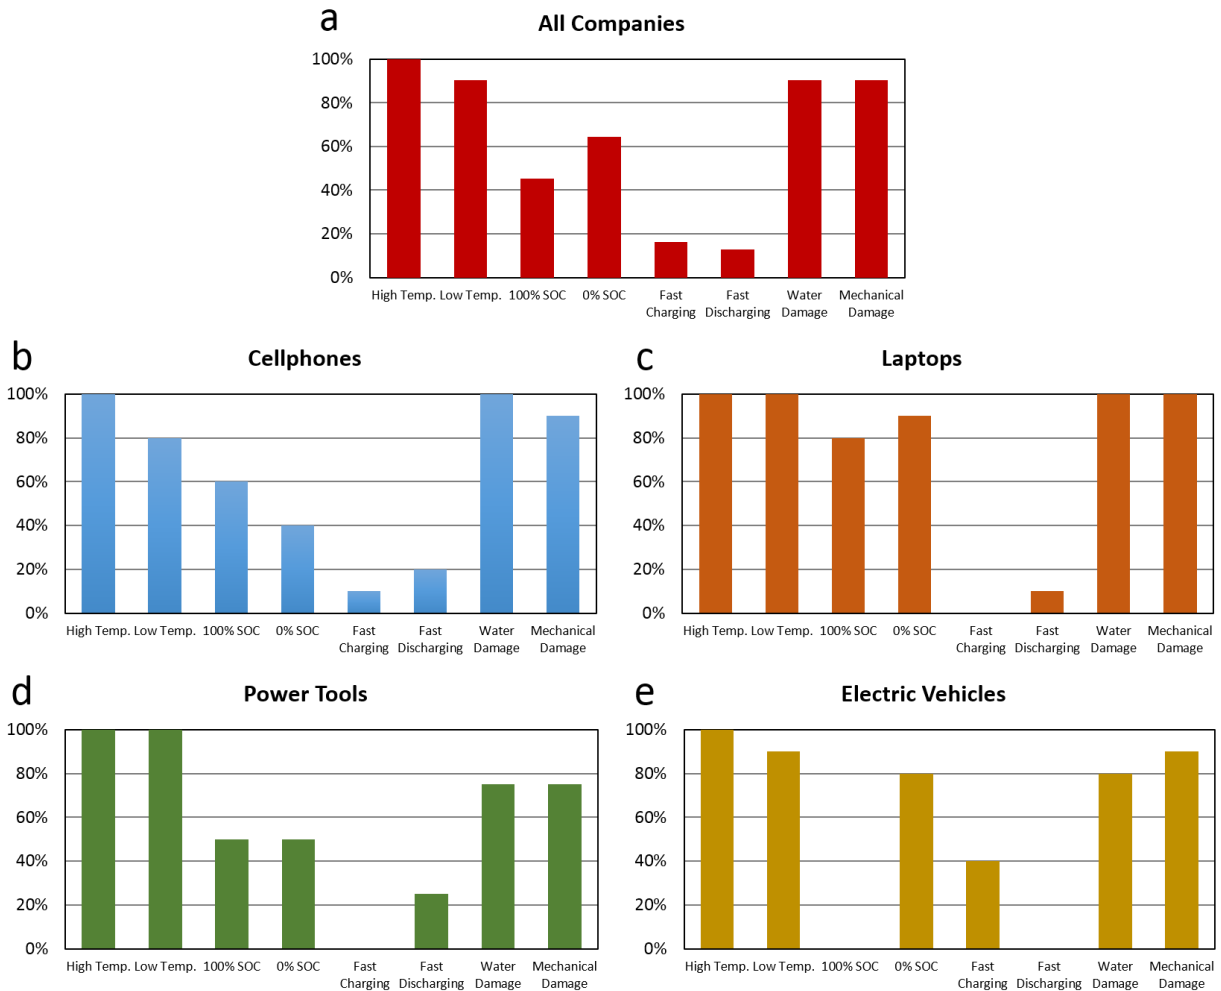 a
All Companies
100%
80%
60%
40%
20%
0%
High Temp. Low Temp. 100% SOC 0% SOC Fast Fast Water Mechanical
Charging Discharging Damage Damage
b
Cellphones
100%
80%
60%
40%
20%
0%
High Temp. Low Temp. 100% SOC 0% SOC Fast Fast Water Mechanical
Charging Discharging Damage Damage
c
Laptops
100%
80%
60%
40%
20%
0%
High Temp. Low Temp. 100% SOC 0% SOC Fast Fast Water Mechanical
Charging Discharging Damage Damage
d
Power Tools
100%
80%
60%
40%
20%
0%
High Temp. Low Temp. 100% SOC 0% SOC Fast Fast Water Mechanical
Charging Discharging Damage Damage
e
Electric Vehicles
100%
80%
60%
40%
20%
0%
High Temp. Low Temp. 100% SOC 0% SOC Fast Fast Water Mechanical
Charging Discharging Damage Damage